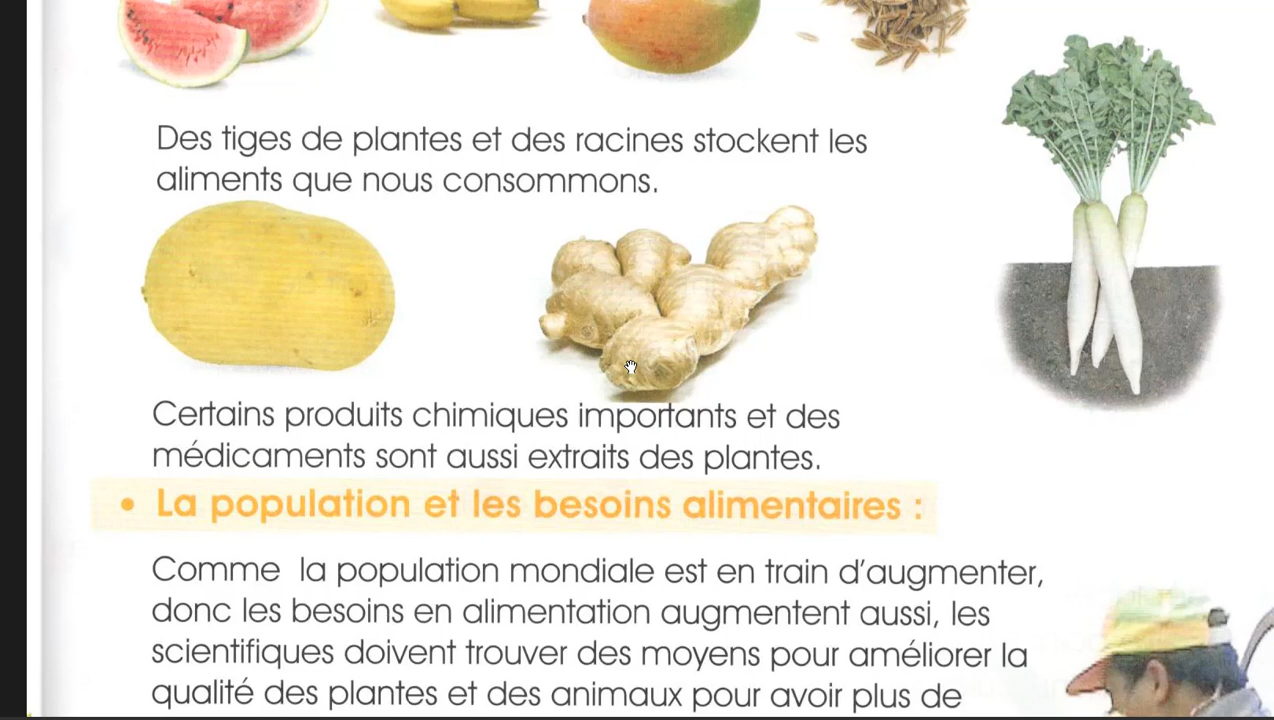 Des tiges de plantes et des racines stockent les
aliments que nous consommons.
Certains produits chimiques importants et des
médicaments sont aussi extraits des plantes.
• La population et les besoins alimentaires :
Comme la population mondiale est en train d'augmenter,
donc les besoins en alimentation augmentent aussi, les
scientifiques doivent trouver des moyens pour améliorer la
qualité des plantes et des animaux pour avoir plus de